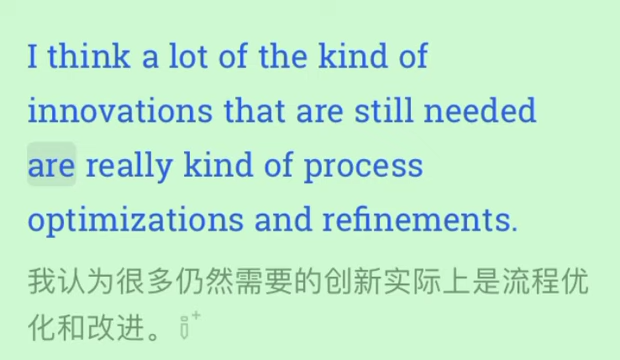 I think a lot of the kind of
innovations that are still needed
are really kind of process
optimizations and refinements.
我认为很多仍然需要的创新实际上是流程优
化和改进。